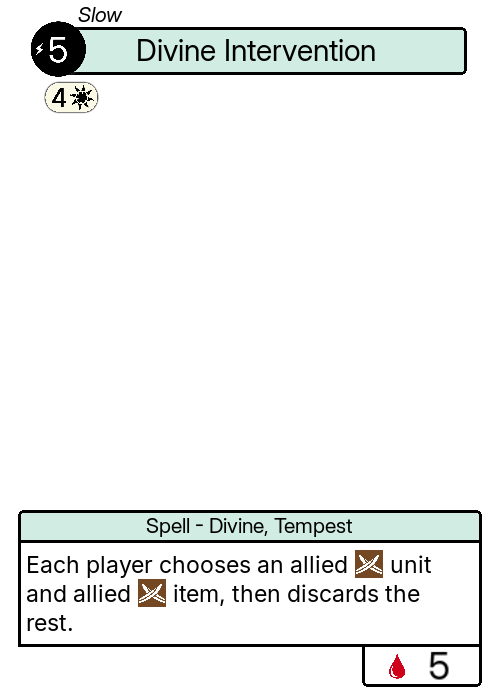 Slow
5 Divine Intervention
4
Spell - Divine, Tempest
Each player chooses an allied unit
and allied item, then discards the
rest.
5